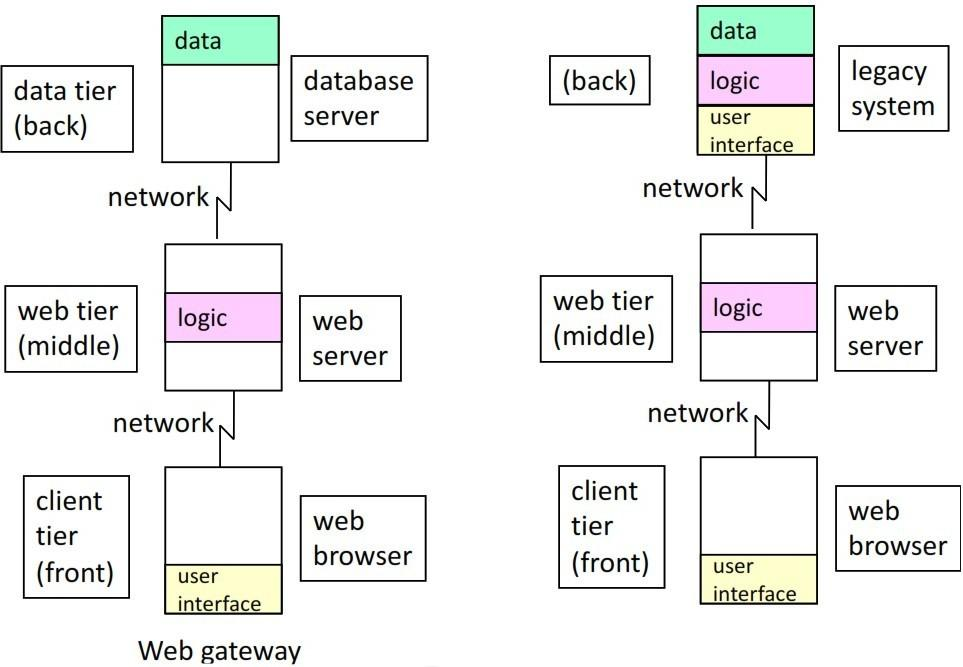 data
data tier
(back)
database
server
network
web tier
(middle)
logic
web
server
network
client
tier
(front)
web
browser
user
interface
Web gateway
data
(back)
logic
legacy
system
user
interface
network
web tier
(middle)
logic
web
server
network
client
tier
(front)
web
browser
user
interface